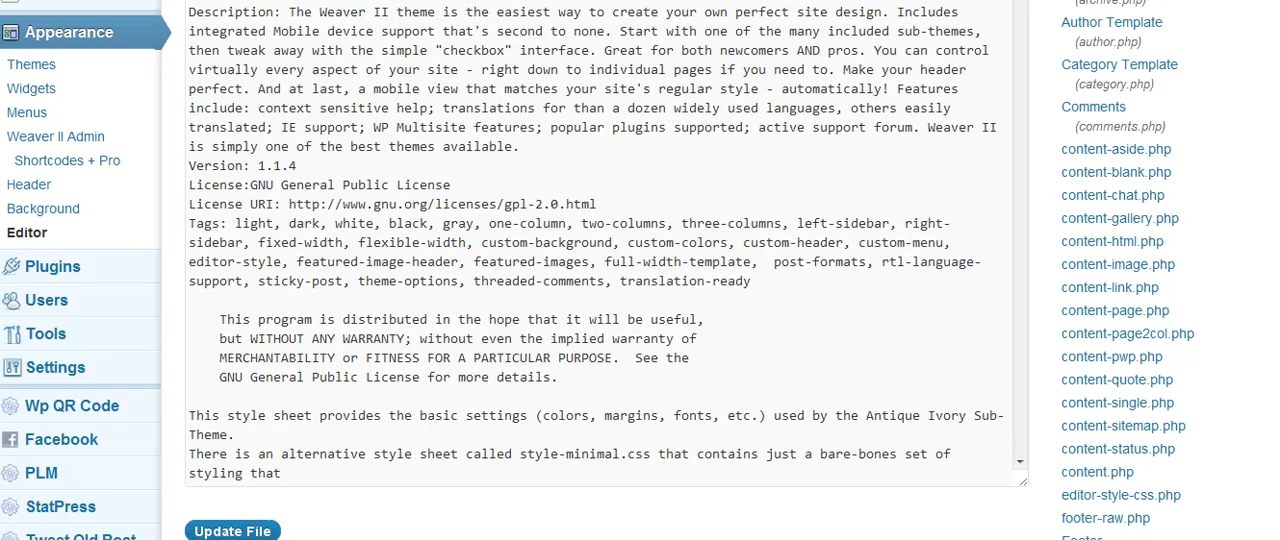 Appearance
Themes
Widgets
Menus
Weaver II Admin
Shortcodes + Pro
Header
Background
Editor
Plugins
Users
Tools
Settings
Wp QR Code
Facebook
PLM
StatPress
Tweet Old Post
Description: The Weaver II theme is the easiest way to create your own perfect site design. Includes
integrated Mobile device support that's second to none. Start with one of the many included sub-themes,
then tweak away with the simple "checkbox" interface. Great for both newcomers AND pros. You can control
virtually every aspect of your site - right down to individual pages if you need to. Make your header
perfect. And at last, a mobile view that matches your site's regular style - automatically! Features
include: context sensitive help; translations for than a dozen widely used languages, others easily
translated; IE support; WP Multisite features; popular plugins supported; active support forum. Weaver II
is simply one of the best themes available.
Version: 1.1.4
License:GNU General Public License
License URI: http://www.gnu.org/licenses/gpl-2.0.html
Tags: light, dark, white, black, gray, one-column, two-columns, three-columns, left-sidebar, right-
sidebar, fixed-width, flexible-width, custom-background, custom-colors, custom-header, custom-menu,
editor-style, featured-image-header, featured-images, full-width-template,  post-formats, rtl-language-
support, sticky-post, theme-options, threaded-comments, translation-ready
This program is distributed in the hope that it will be useful,
but WITHOUT ANY WARRANTY; without even the implied warranty of
MERCHANTABILITY or FITNESS FOR A PARTICULAR PURPOSE.  See the
GNU General Public License for more details.
This style sheet provides the basic settings (colors, margins, fonts, etc.) used by the Antique Ivory Sub-
Theme.
There is an alternative style sheet called style-minimal.css that contains just a bare-bones set of
styling that
Update File
(archive.php)
Author Template
(author.php)
Category Template
(category.php)
Comments
(comments.php)
content-aside.php
content-blank.php
content-chat.php
content-gallery.php
content-html.php
content-image.php
content-link.php
content-page.php
content-page2col.php
content-pwp.php
content-quote.php
content-single.php
content-sitemap.php
content-status.php
content.php
editor-style-css.php
footer-raw.php
Footer